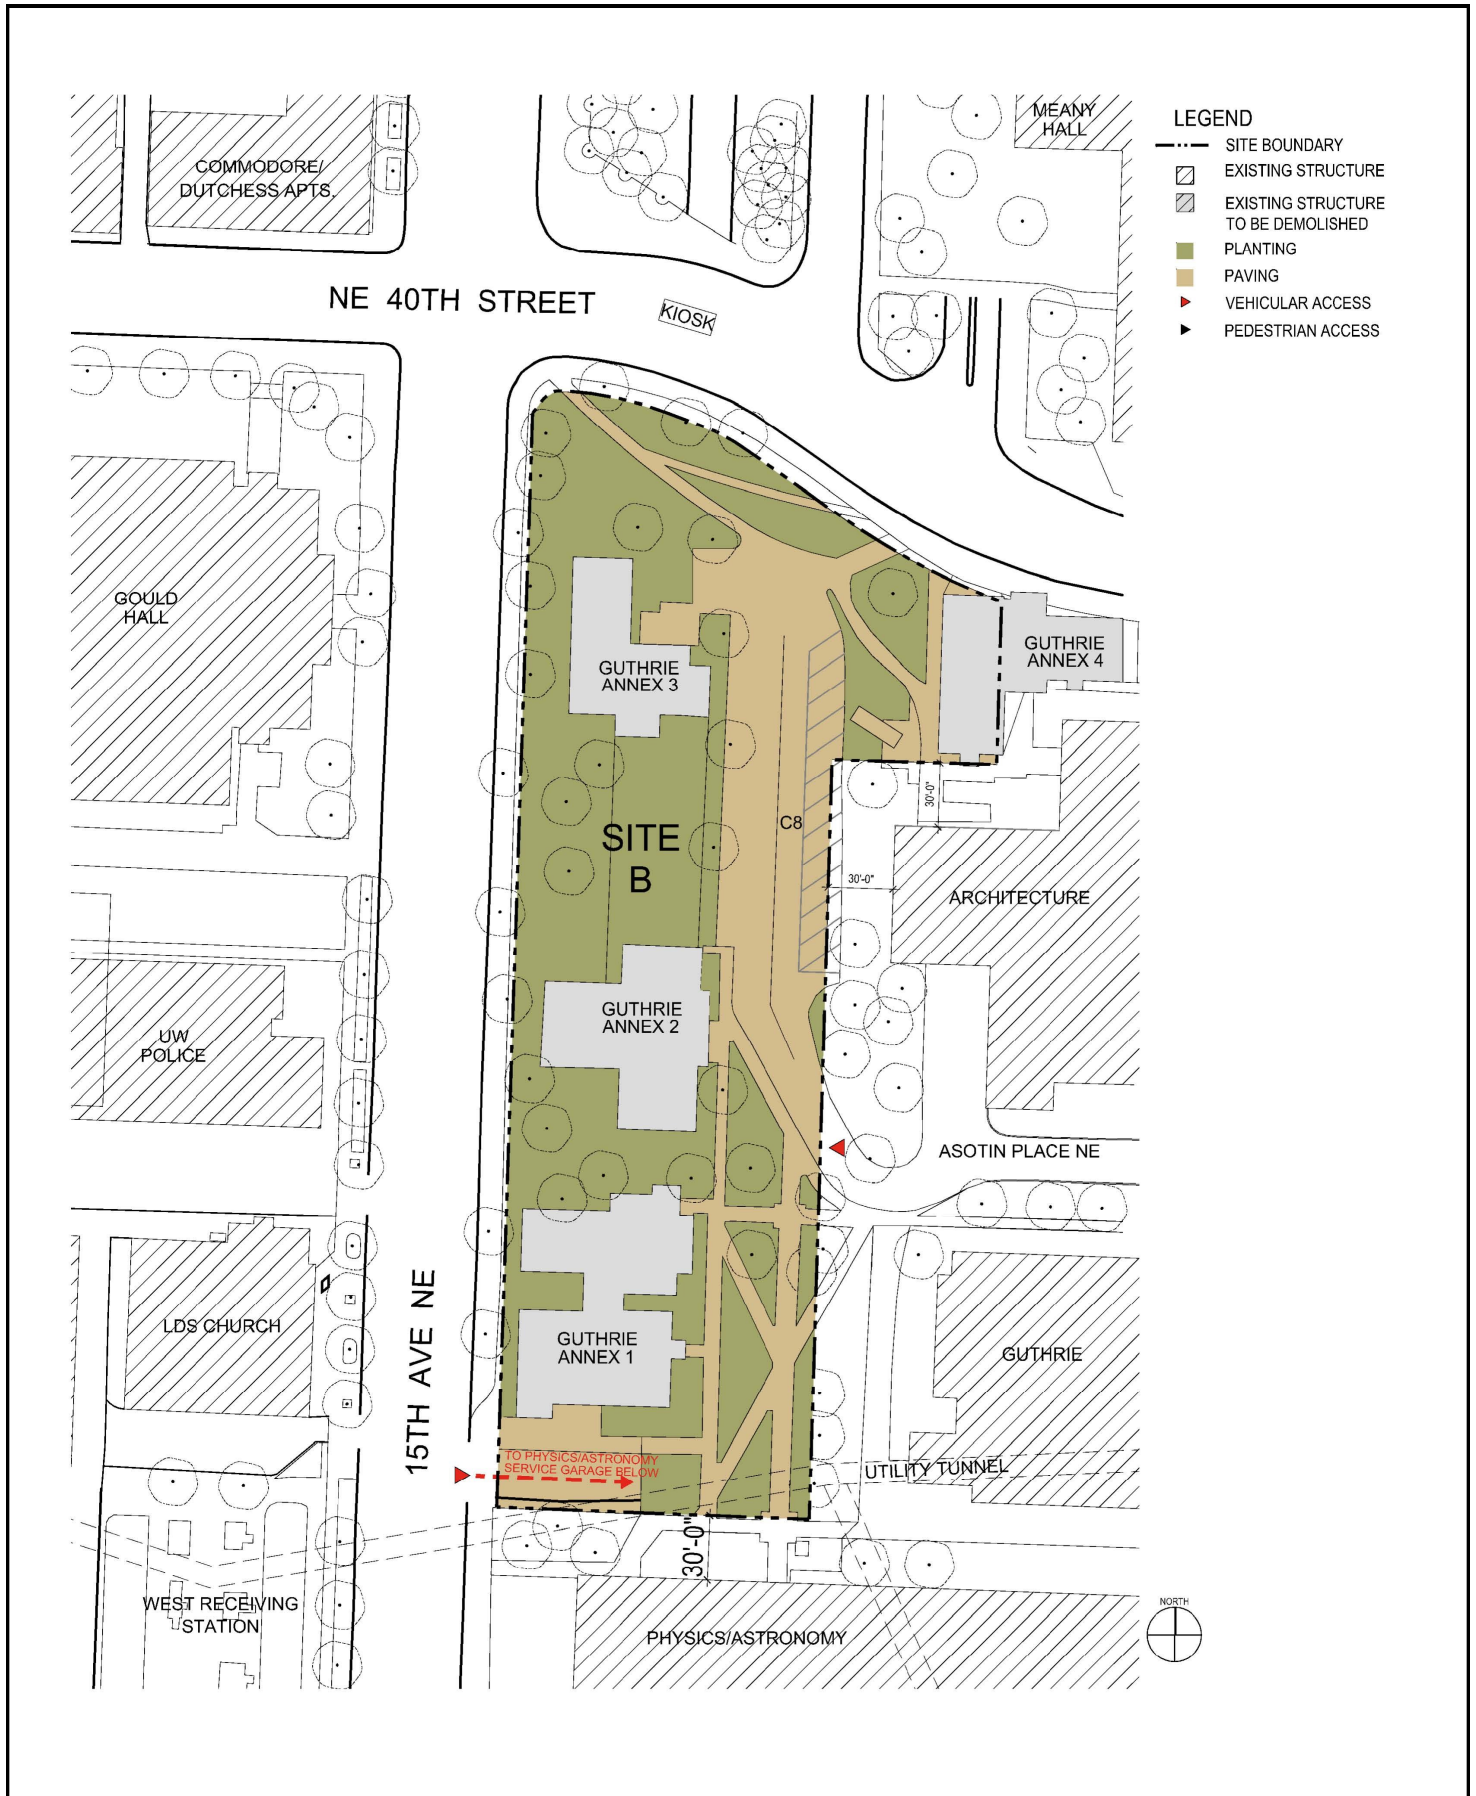 COMMODORE/
DUTCHESS APTS.
MEANY
HALL
LEGEND
SITE BOUNDARY
EXISTING STRUCTURE
EXISTING STRUCTURE
TO BE DEMOLISHED
PLANTING
PAVING
VEHICULAR ACCESS
PEDESTRIAN ACCESS
NE 40TH STREET
KIOSK
GOULD
HALL
GUTHRIE
ANNEX 3
GUTHRIE
ANNEX 4
SITE
B
C8
30'-0"
30'-0"
ARCHITECTURE
GUTHRIE
ANNEX 2
UW
POLICE
ASOTIN PLACE NE
LDS CHURCH
15TH AVE NE
GUTHRIE
ANNEX 1
GUTHRIE
TO PHYSICS/ASTRONOMY
SERVICE GARAGE BELOW
UTILITY TUNNEL
30'-0"
WEST RECEIVING
STATION
PHYSICS/ASTRONOMY
NORTH